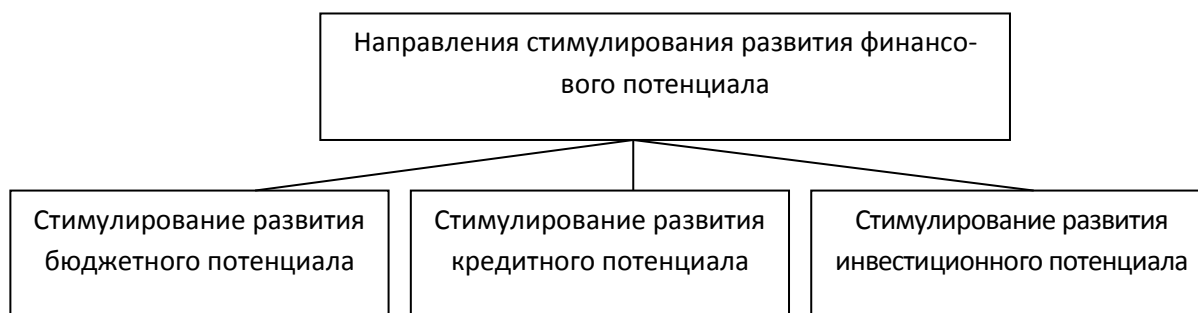 Направления стимулирования развития финансо-
вого потенциала
Стимулирование развития
бюджетного потенциала
Стимулирование развития
кредитного потенциала
Стимулирование развития
инвестиционного потенциала